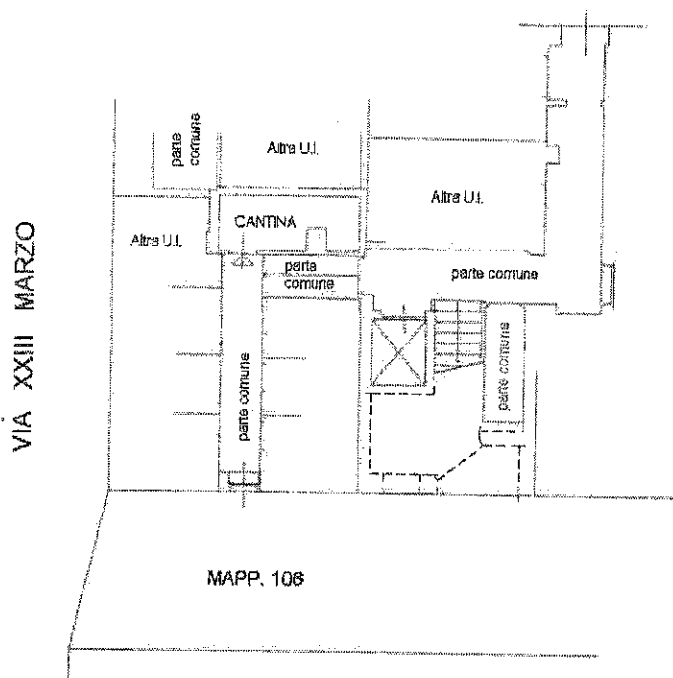 VIA XXIII MARZO
parte
comune
Altra U.I.
Altra U.I.
Altra U.I.
CANTINA
parte
comune
parte comune
parte comune
parte comune
MAPP. 106